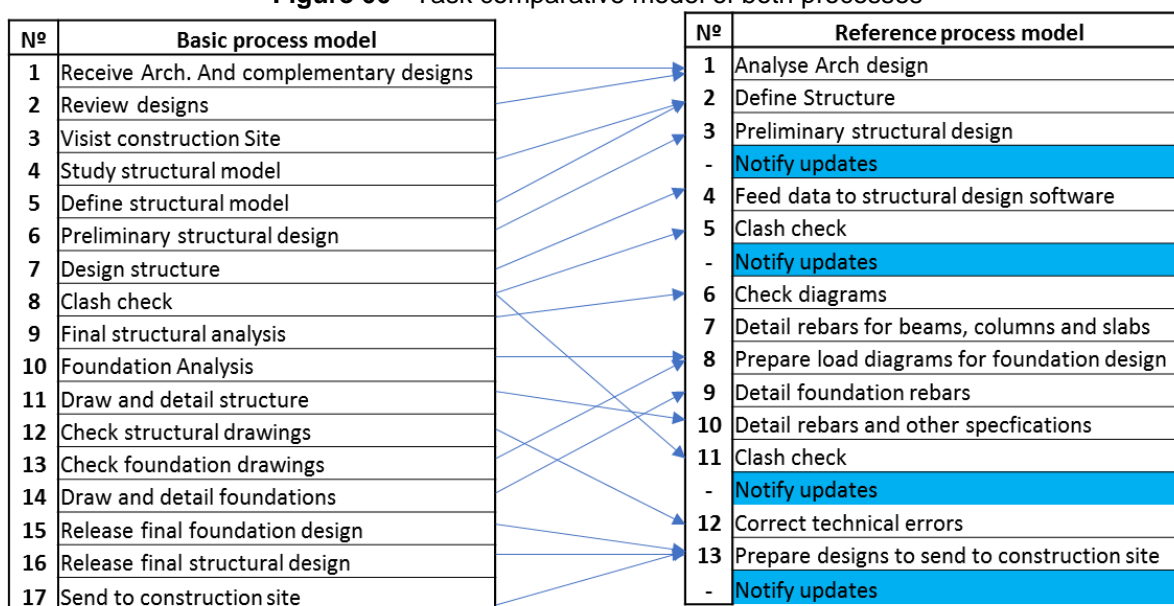 Figure - Task comparative model of both processes
Nº Basic process model
1 Receive Arch. And complementary designs
2 Review designs
3 Visist construction Site
4 Study structural model
5 Define structural model
6 Preliminary structural design
7 Design structure
8 Clash check
9 Final structural analysis
10 Foundation Analysis
11 Draw and detail structure
12 Check structural drawings
13 Check foundation drawings
14 Draw and detail foundations
15 Release final foundation design
16 Release final structural design
17 Send to construction site
Nº Reference process model
1 Analyse Arch design
2 Define Structure
3 Preliminary structural design
- Notify updates
4 Feed data to structural design software
5 Clash check
- Notify updates
6 Check diagrams
7 Detail rebars for beams, columns and slabs
8 Prepare load diagrams for foundation design
9 Detail foundation rebars
10 Detail rebars and other specfications
11 Clash check
- Notify updates
12 Correct technical errors
13 Prepare designs to send to construction site
- Notify updates